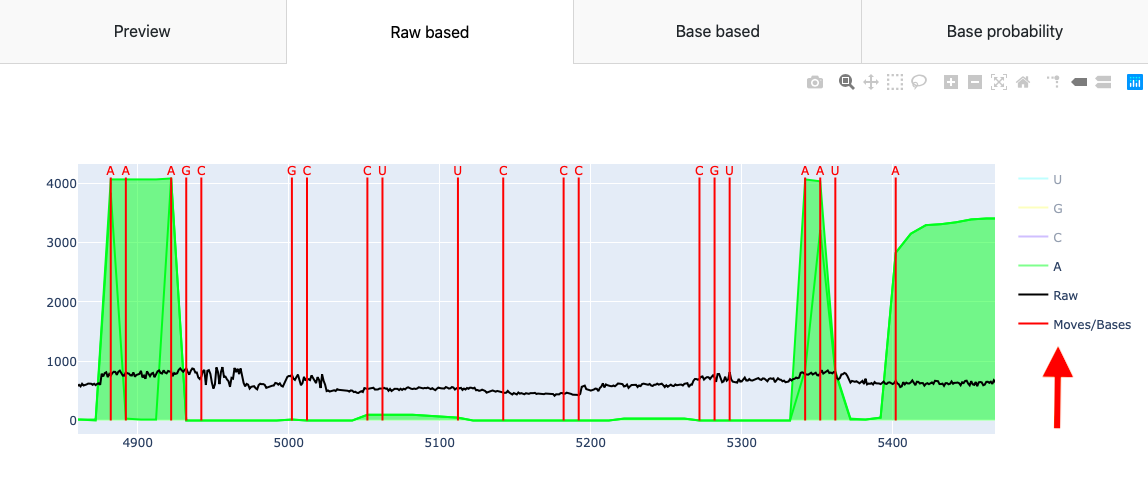 Preview Raw based Base based Base probability
A A A G C G C C U U C C C C G U A A U A
4000
3000
2000
1000
0
4900 5000 5100 5200 5300 5400
U
G
C
A
Raw
Moves/Bases